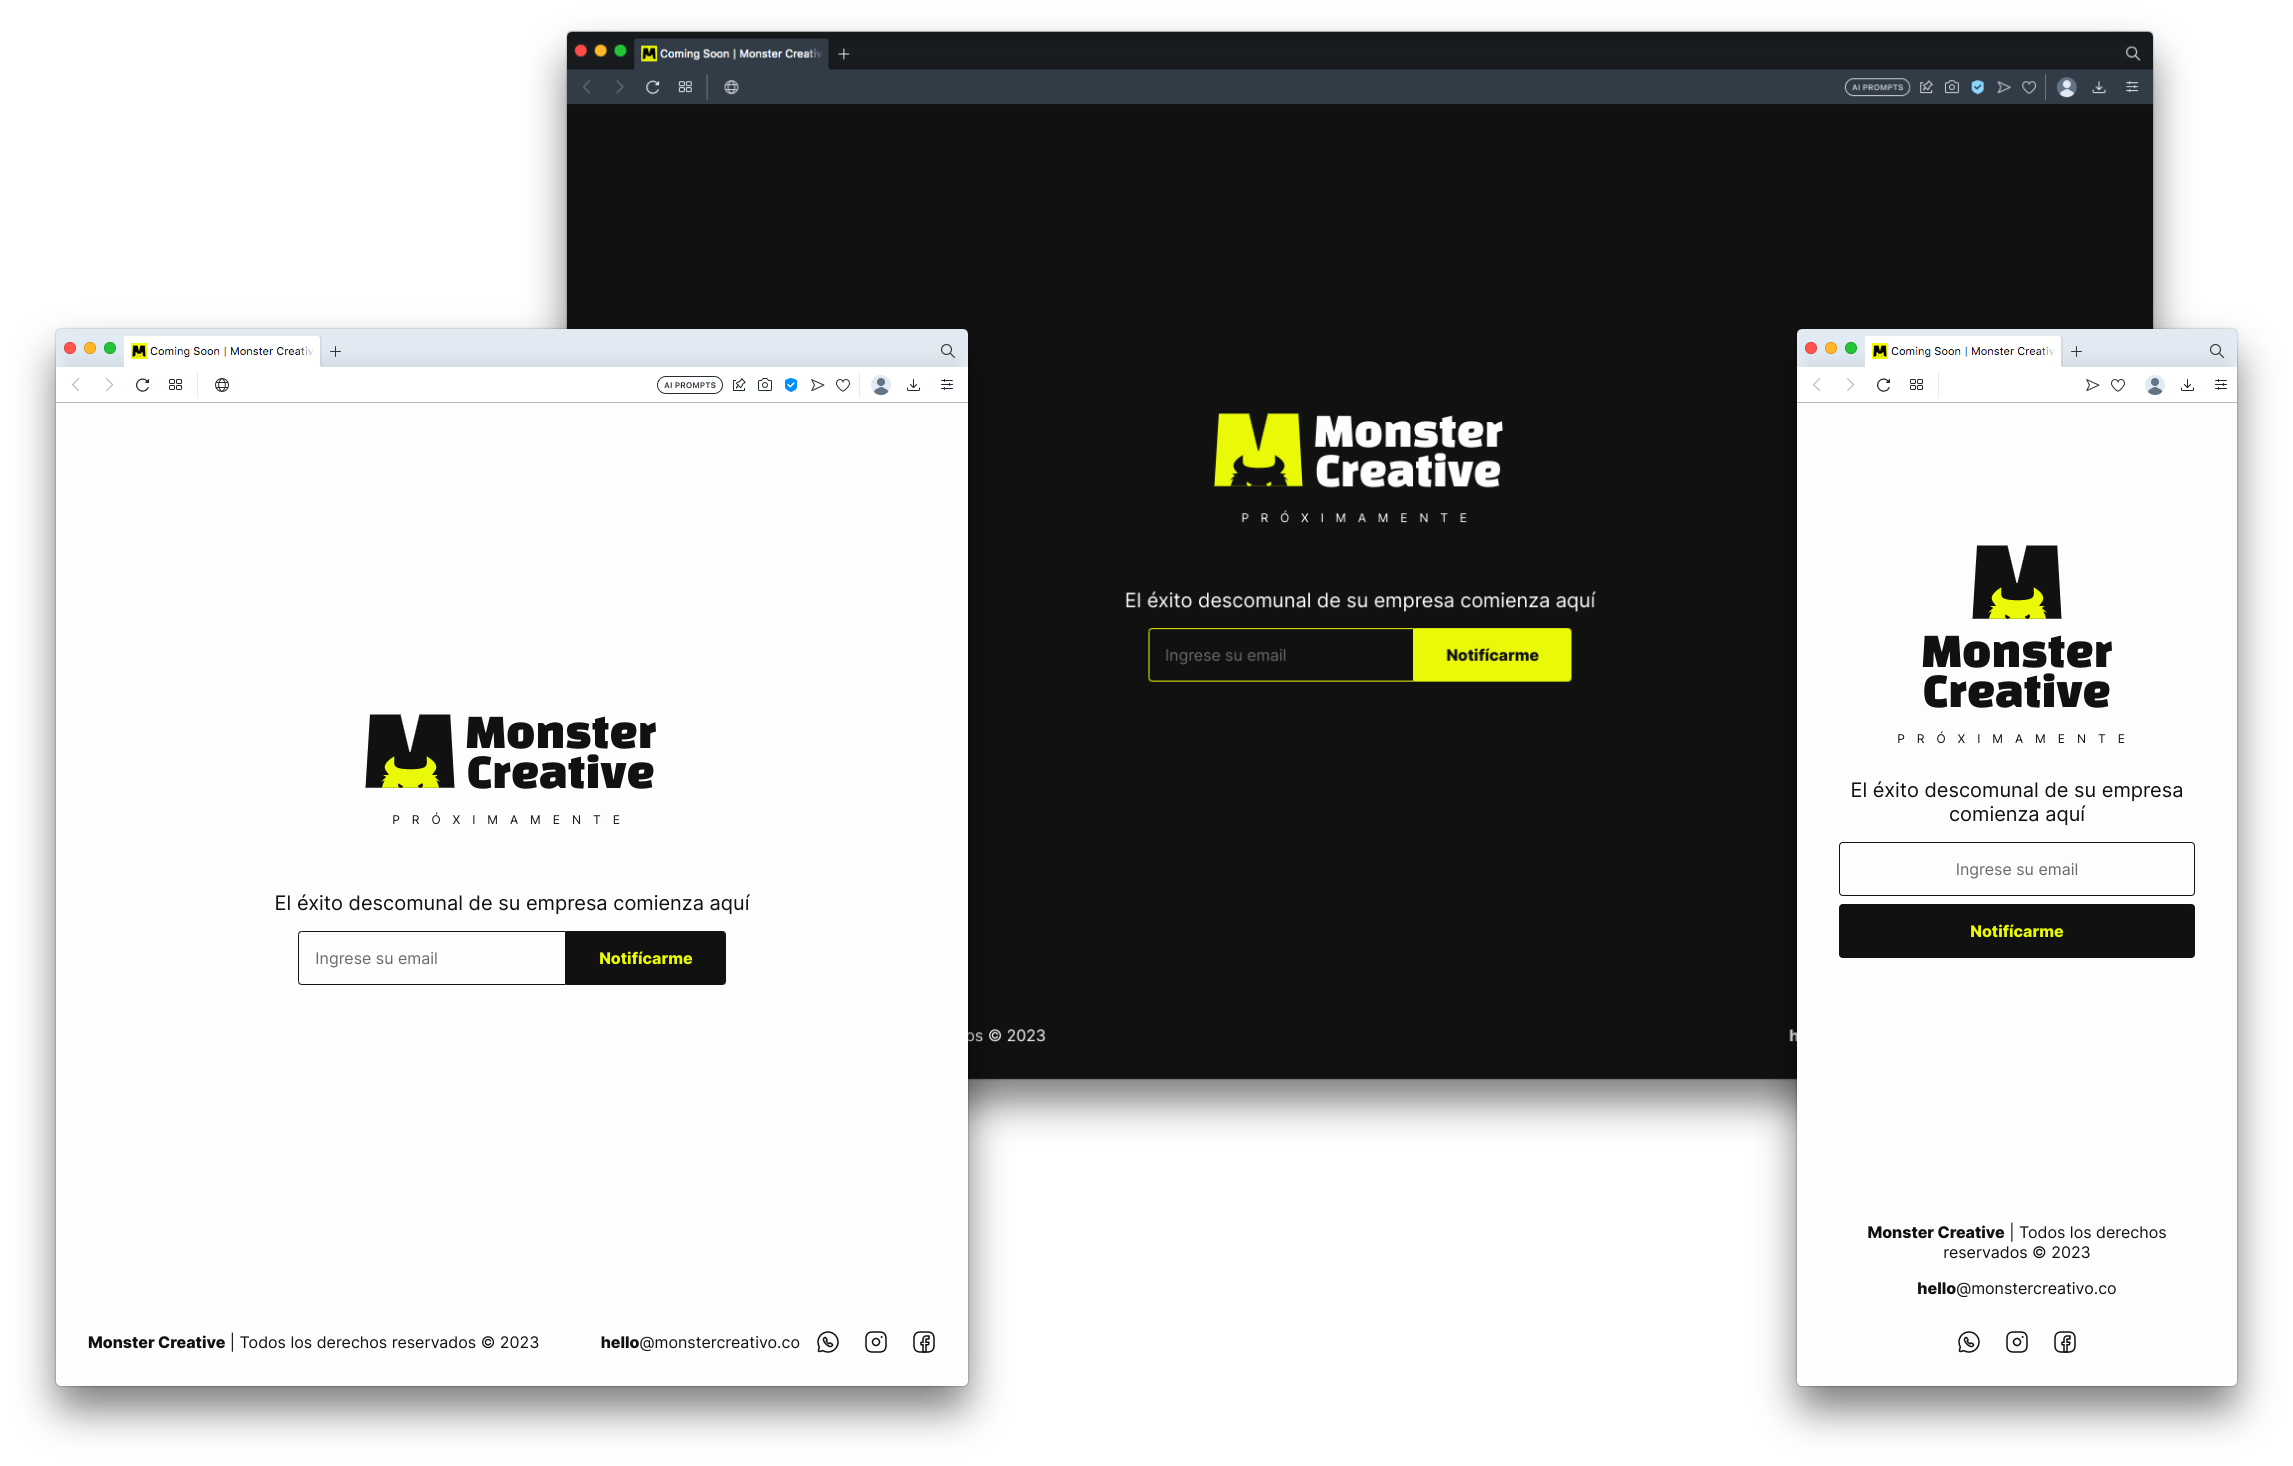 Coming Soon | Monster Creativ
AI PROMPTS
Monster
Creative
PRÓXIMAMENTE
El éxito descomunal de su empresa comienza aquí
Ingrese su email
Notifícarme
© 2023
Coming Soon | Monster Creativ
AI PROMPTS
Monster
Creative
PRÓXIMAMENTE
El éxito descomunal de su empresa comienza aquí
Ingrese su email
Notifícarme
Monster Creative | Todos los derechos reservados © 2023
hello@monstercreativo.co
Coming Soon | Monster Creativ
Monster
Creative
PRÓXIMAMENTE
El éxito descomunal de su empresa
comienza aquí
Ingrese su email
Notifícarme
Monster Creative | Todos los derechos
reservados © 2023
hello@monstercreativo.co